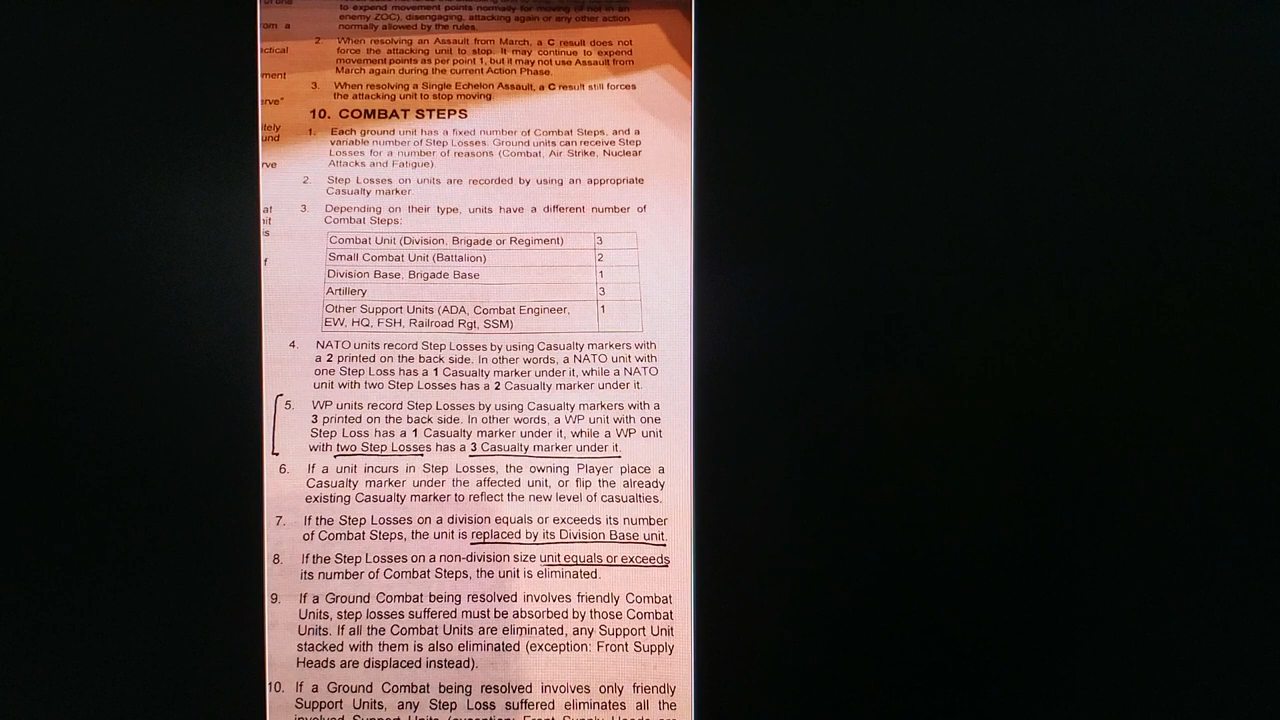 to expend movement points normally for moving (if not in an
enemy ZOC), disengaging, attacking again or any other action
normally allowed by the rules.
2. When resolving an Assault from March, a C result does not
force the attacking unit to stop. It may continue to expend
movement points as per point 1, but it may not use Assault from
March again during the current Action Phase.
3. When resolving a Single Echelon Assault, a C result still forces
the attacking unit to stop moving.
om a
actical
ment
erve"
itely
und
rve
at
is
f
10. COMBAT STEPS
1. Each ground unit has a fixed number of Combat Steps, and a
variable number of Step Losses. Ground units can receive Step
Losses for a number of reasons (Combat, Air Strike, Nuclear
Attacks and Fatigue).
2. Step Losses on units are recorded by using an appropriate
Casualty marker.
3. Depending on their type, units have a different number of
Combat Steps:
Combat Unit (Division, Brigade or Regiment) 3
Small Combat Unit (Battalion) 2
Division Base, Brigade Base 1
Artillery 3
Other Support Units (ADA, Combat Engineer, 1
EW, HQ, FSH, Railroad Rgt, SSM)
4. NATO units record Step Losses by using Casualty markers with
a 2 printed on the back side. In other words, a NATO unit with
one Step Loss has a 1 Casualty marker under it, while a NATO
unit with two Step Losses has a 2 Casualty marker under it.
5. WP units record Step Losses by using Casualty markers with a
3 printed on the back side. In other words, a WP unit with one
Step Loss has a 1 Casualty marker under it, while a WP unit
with two Step Losses has a 3 Casualty marker under it.
6. If a unit incurs in Step Losses, the owning Player place a
Casualty marker under the affected unit, or flip the already
existing Casualty marker to reflect the new level of casualties.
7. If the Step Losses on a division equals or exceeds its number
of Combat Steps, the unit is replaced by its Division Base unit.
8. If the Step Losses on a non-division size unit equals or exceeds
its number of Combat Steps, the unit is eliminated.
9. If a Ground Combat being resolved involves friendly Combat
Units, step losses suffered must be absorbed by those Combat
Units. If all the Combat Units are eliminated, any Support Unit
stacked with them is also eliminated (exception: Front Supply
Heads are displaced instead).
10. If a Ground Combat being resolved involves only friendly
Support Units, any Step Loss suffered eliminates all the